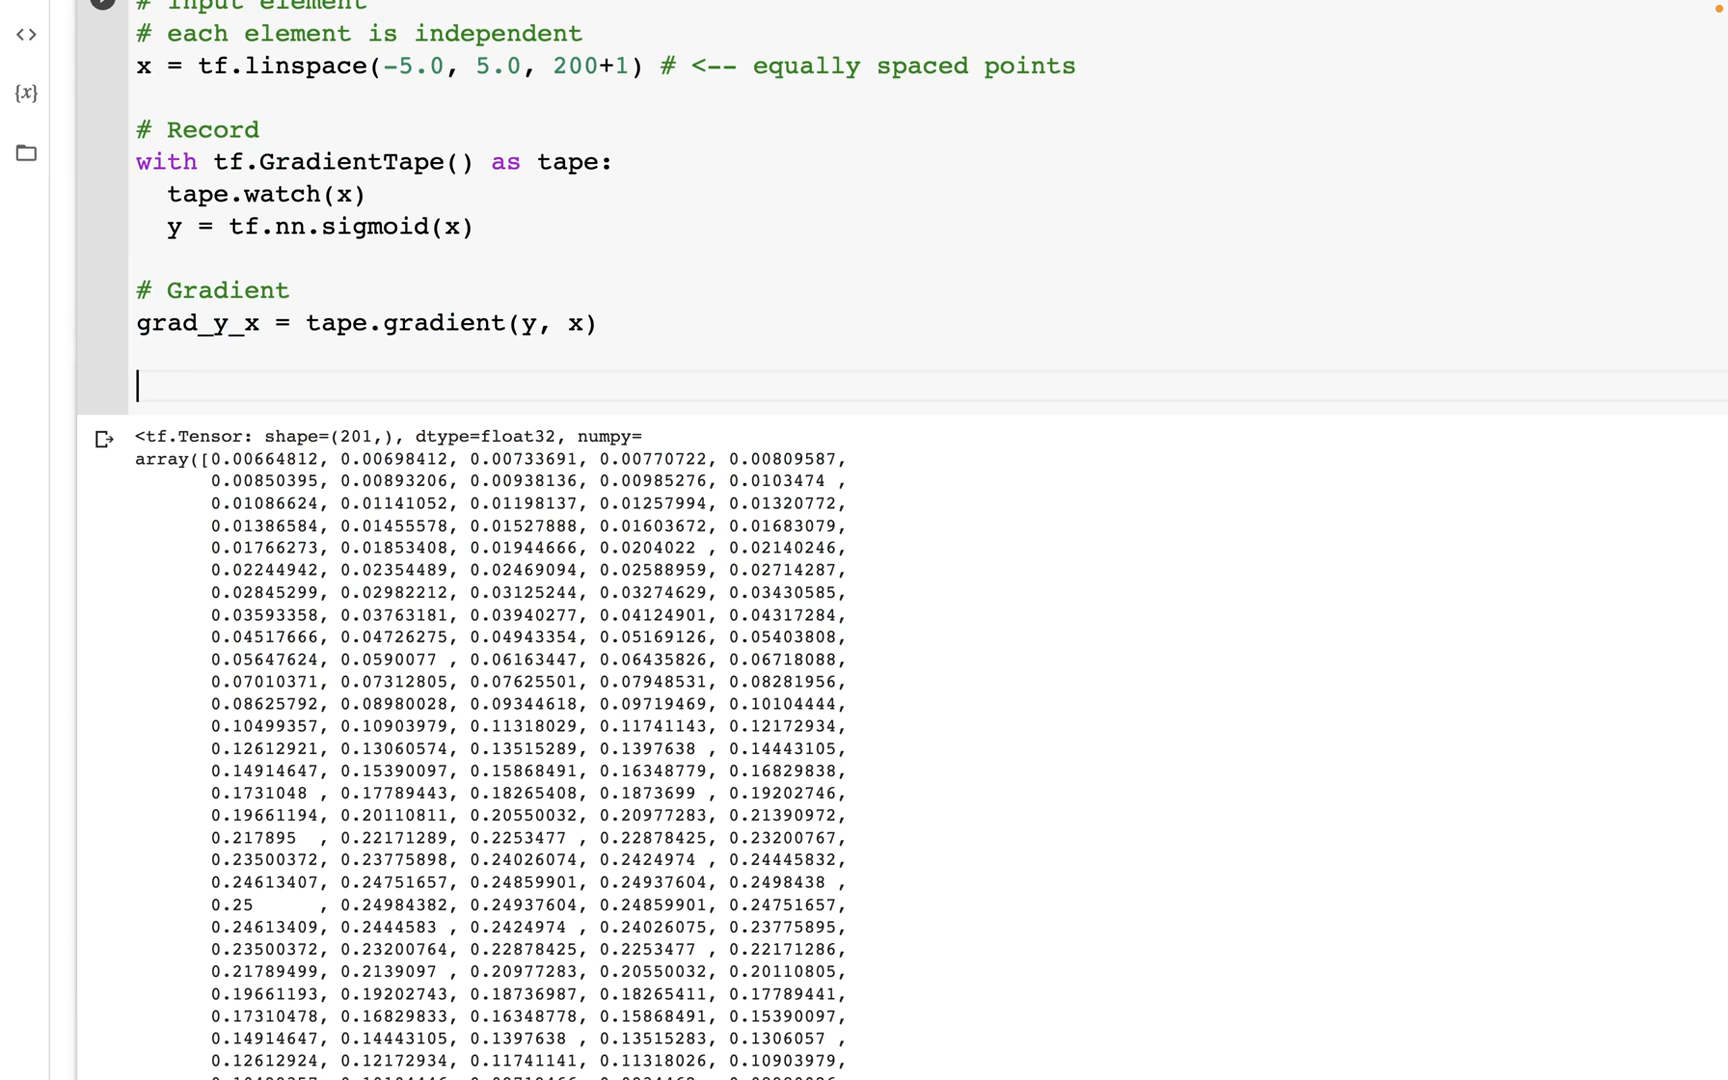 # Input element
<>
# each element is independent
x = tf.linspace(-5.0, 5.0, 200+1) # <-- equally spaced points
{x}
# Record
with tf.GradientTape() as tape:
  tape.watch(x)
  y = tf.nn.sigmoid(x)
# Gradient
grad_y_x = tape.gradient(y, x)
<tf.Tensor: shape=(201,), dtype=float32, numpy=
array([0.00664812, 0.00698412, 0.00733691, 0.00770722, 0.00809587,
0.00850395, 0.00893206, 0.00938136, 0.00985276, 0.0103474 ,
0.01086624, 0.01141052, 0.01198137, 0.01257994, 0.01320772,
0.01386584, 0.01455578, 0.01527888, 0.01603672, 0.01683079,
0.01766273, 0.01853408, 0.01944666, 0.0204022 , 0.02140246,
0.02244942, 0.02354489, 0.02469094, 0.02588959, 0.02714287,
0.02845299, 0.02982212, 0.03125244, 0.03274629, 0.03430585,
0.03593358, 0.03763181, 0.03940277, 0.04124901, 0.04317284,
0.04517666, 0.04726275, 0.04943354, 0.05169126, 0.05403808,
0.05647624, 0.0590077 , 0.06163447, 0.06435826, 0.06718088,
0.07010371, 0.07312805, 0.07625501, 0.07948531, 0.08281956,
0.08625792, 0.08980028, 0.09344618, 0.09719469, 0.10104444,
0.10499357, 0.10903979, 0.11318029, 0.11741143, 0.12172934,
0.12612921, 0.13060574, 0.13515289, 0.1397638 , 0.14443105,
0.14914647, 0.15390097, 0.15868491, 0.16348779, 0.16829838,
0.1731048 , 0.17789443, 0.18265408, 0.1873699 , 0.19202746,
0.19661194, 0.20110811, 0.20550032, 0.20977283, 0.21390972,
0.217895  , 0.22171289, 0.2253477 , 0.22878425, 0.23200767,
0.23500372, 0.23775898, 0.24026074, 0.2424974 , 0.24445832,
0.24613407, 0.24751657, 0.24859901, 0.24937604, 0.2498438 ,
0.25      , 0.24984382, 0.24937604, 0.24859901, 0.24751657,
0.24613409, 0.2444583 , 0.2424974 , 0.24026075, 0.23775895,
0.23500372, 0.23200764, 0.22878425, 0.2253477 , 0.22171286,
0.21789499, 0.2139097 , 0.20977283, 0.20550032, 0.20110805,
0.19661193, 0.19202743, 0.18736987, 0.18265411, 0.17789441,
0.17310478, 0.16829833, 0.16348778, 0.15868491, 0.15390097,
0.14914647, 0.14443105, 0.1397638 , 0.13515283, 0.1306057 ,
0.12612924, 0.12172934, 0.11741141, 0.11318026, 0.10903979,